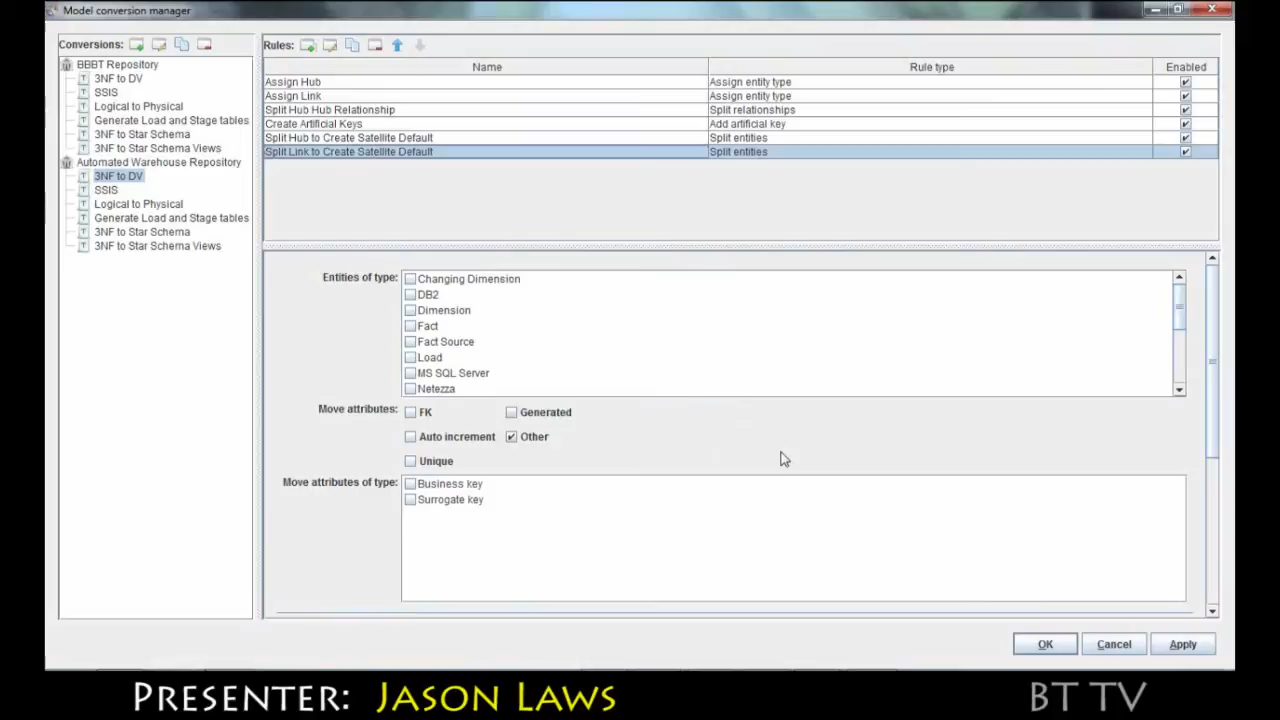 Model conversion manager
Conversions:
BBBT Repository
3NF to DV
SSIS
Logical to Physical
Generate Load and Stage tables
3NF to Star Schema
3NF to Star Schema Views
Automated Warehouse Repository
3NF to DV
SSIS
Logical to Physical
Generate Load and Stage tables
3NF to Star Schema
3NF to Star Schema Views
Rules:
Name Rule type Enabled
Assign Hub Assign entity type
Assign Link Assign entity type
Split Hub Hub Relationship Split relationships
Create Artificial Keys Add artificial key
Split Hub to Create Satellite Default Split entities
Split Link to Create Satellite Default Split entities
Entities of type:
Changing Dimension
DB2
Dimension
Fact
Fact Source
Load
MS SQL Server
Netezza
Move attributes: FK Generated
Auto increment Other
Unique
Move attributes of type:
Business key
Surrogate key
OK Cancel Apply
Presenter: Jason Laws BT TV